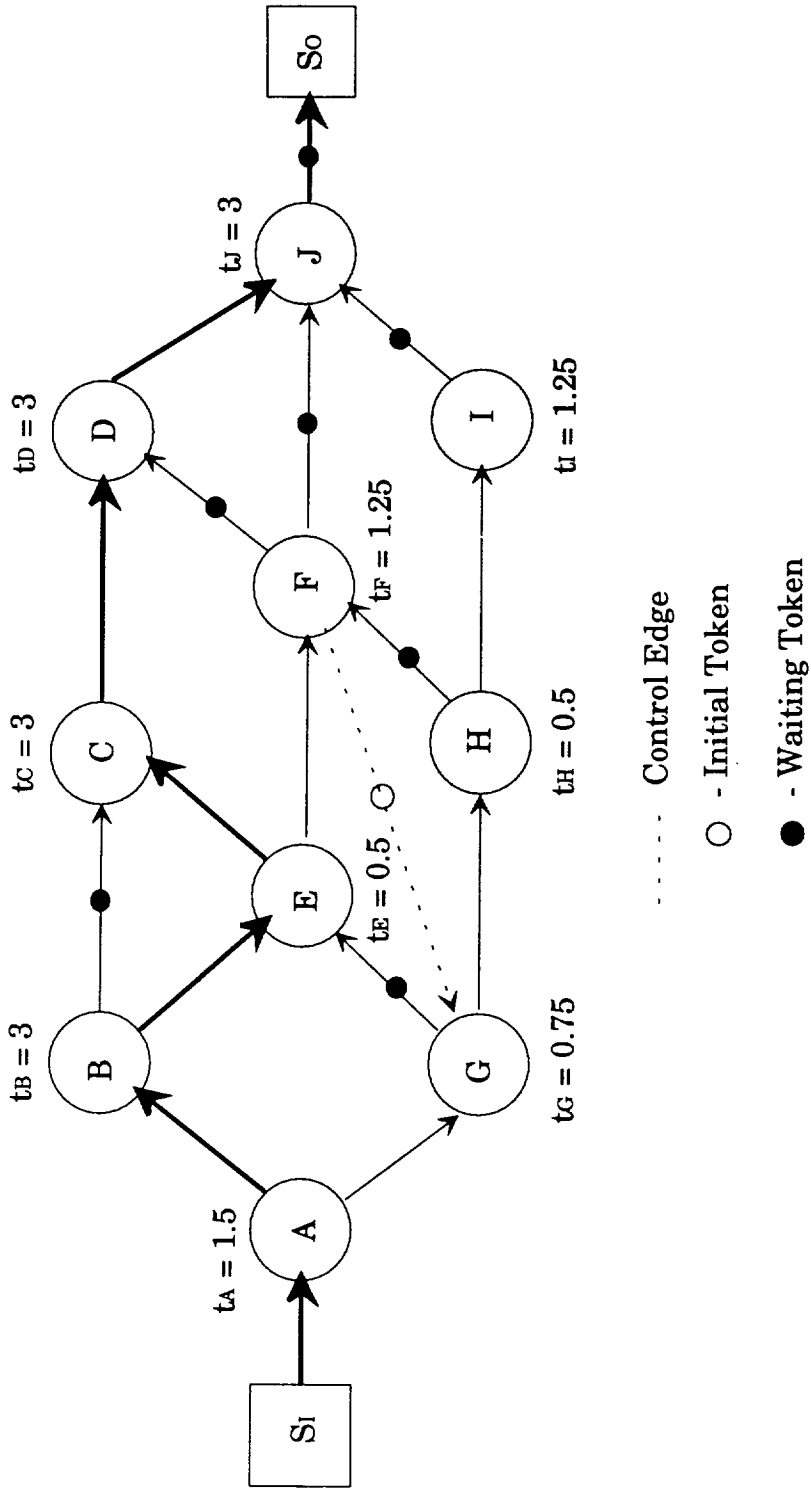 SI
A
tA = 1.5
B
tB = 3
G
tG = 0.75
E
tE = 0.5
C
tC = 3
H
tH = 0.5
F
tF = 1.25
D
tD = 3
I
tI = 1.25
J
tJ = 3
SO
Control Edge
- Initial Token
- Waiting Token